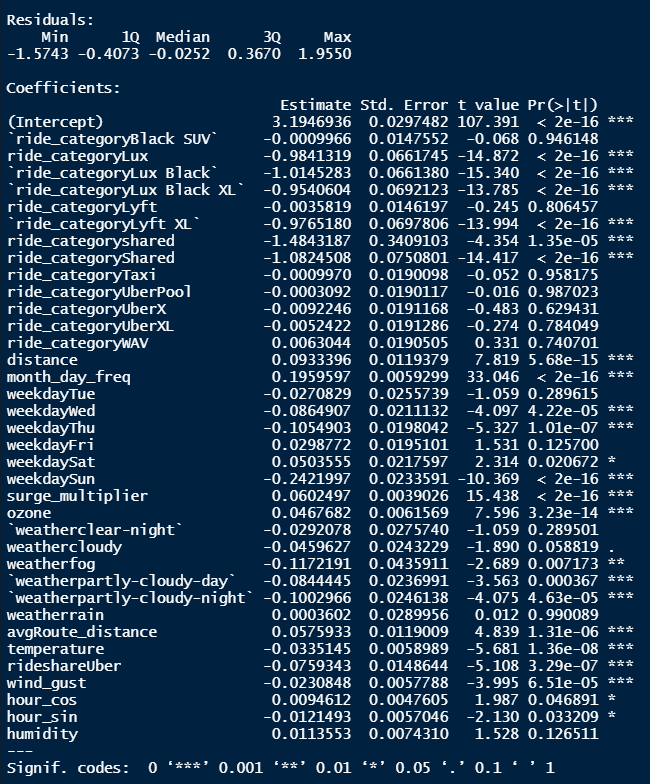 Residuals:
    Min      1Q  Median      3Q     Max
-1.5743 -0.4073 -0.0252  0.3670  1.9550
Coefficients:
                               Estimate Std. Error t value Pr(>|t|)
(Intercept)                   3.1946936  0.0297482 107.391  < 2e-16 ***
`ride_categoryBlack SUV`     -0.0009966  0.0147552  -0.068 0.946148
ride_categoryLux             -0.9841319  0.0661745 -14.872  < 2e-16 ***
`ride_categoryLux Black`     -1.0145283  0.0661380 -15.340  < 2e-16 ***
`ride_categoryLux Black XL`  -0.9540604  0.0692123 -13.785  < 2e-16 ***
ride_categoryLyft            -0.0035819  0.0146197  -0.245 0.806457
`ride_categoryLyft XL`       -0.9765180  0.0697806 -13.994  < 2e-16 ***
ride_categoryshared          -1.4843187  0.3409103  -4.354 1.35e-05 ***
ride_categoryShared          -1.0824508  0.0750801 -14.417  < 2e-16 ***
ride_categoryTaxi            -0.0009970  0.0190098  -0.052 0.958175
ride_categoryUberPool        -0.0003092  0.0190117  -0.016 0.987023
ride_categoryUberX           -0.0092246  0.0191168  -0.483 0.629431
ride_categoryUberXL          -0.0052422  0.0191286  -0.274 0.784049
ride_categoryWAV              0.0063044  0.0190505   0.331 0.740701
distance                      0.0933396  0.0119379   7.819 5.68e-15 ***
month_day_freq                0.1959597  0.0059299  33.046  < 2e-16 ***
weekdayTue                   -0.0270829  0.0255739  -1.059 0.289615
weekdayWed                   -0.0864907  0.0211132  -4.097 4.22e-05 ***
weekdayThu                   -0.1054903  0.0198042  -5.327 1.01e-07 ***
weekdayFri                    0.0298772  0.0195101   1.531 0.125700
weekdaySat                    0.0503555  0.0217597   2.314 0.020672 *
weekdaySun                   -0.2421997  0.0233591 -10.369  < 2e-16 ***
surge_multiplier              0.0602497  0.0039026  15.438  < 2e-16 ***
ozone                         0.0467682  0.0061569   7.596 3.23e-14 ***
`weatherclear-night`         -0.0292078  0.0275740  -1.059 0.289501
weathercloudy                -0.0459627  0.0243229  -1.890 0.058819 .
weatherfog                   -0.1172191  0.0435911  -2.689 0.007173 **
`weatherpartly-cloudy-day`   -0.0844445  0.0236991  -3.563 0.000367 ***
`weatherpartly-cloudy-night` -0.1002966  0.0246138  -4.075 4.63e-05 ***
weatherrain                   0.0003602  0.0289956   0.012 0.990089
avgRoute_distance             0.0575933  0.0119009   4.839 1.31e-06 ***
temperature                  -0.0335145  0.0058989  -5.681 1.36e-08 ***
rideshareUber                -0.0759343  0.0148644  -5.108 3.29e-07 ***
wind_gust                    -0.0230848  0.0057788  -3.995 6.51e-05 ***
hour_cos                      0.0094612  0.0047605   1.987 0.046891 *
hour_sin                     -0.0121493  0.0057046  -2.130 0.033209 *
humidity                      0.0113553  0.0074310   1.528 0.126511
---
Signif. codes:  0 ‘***’ 0.001 ‘**’ 0.01 ‘*’ 0.05 ‘.’ 0.1 ‘ ’ 1